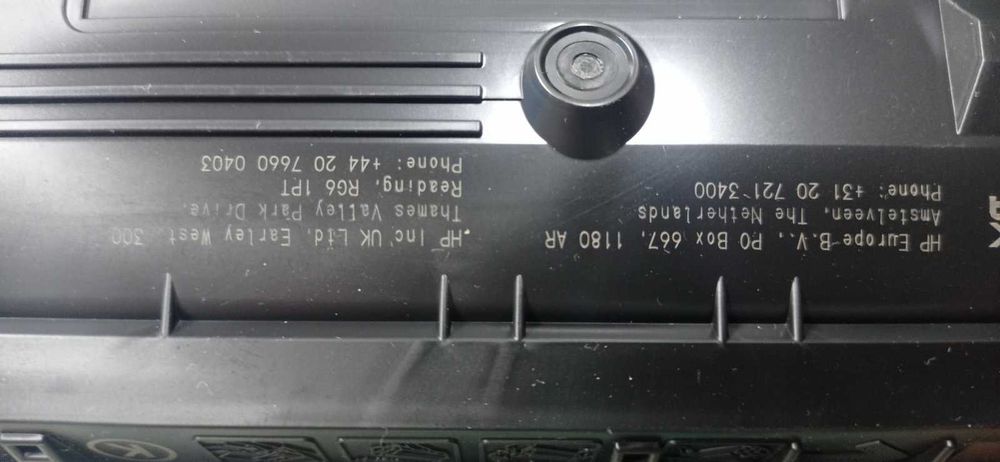 HP Europe B.V., PO Box 667, 1180 AR
Amstelveen, The Netherlands
Phone: +31 20 721 3400
HP Inc UK Ltd, Earley West 300
Thames Valley Park Drive,
Reading, RG6 1PT
Phone: +44 20 7660 0403